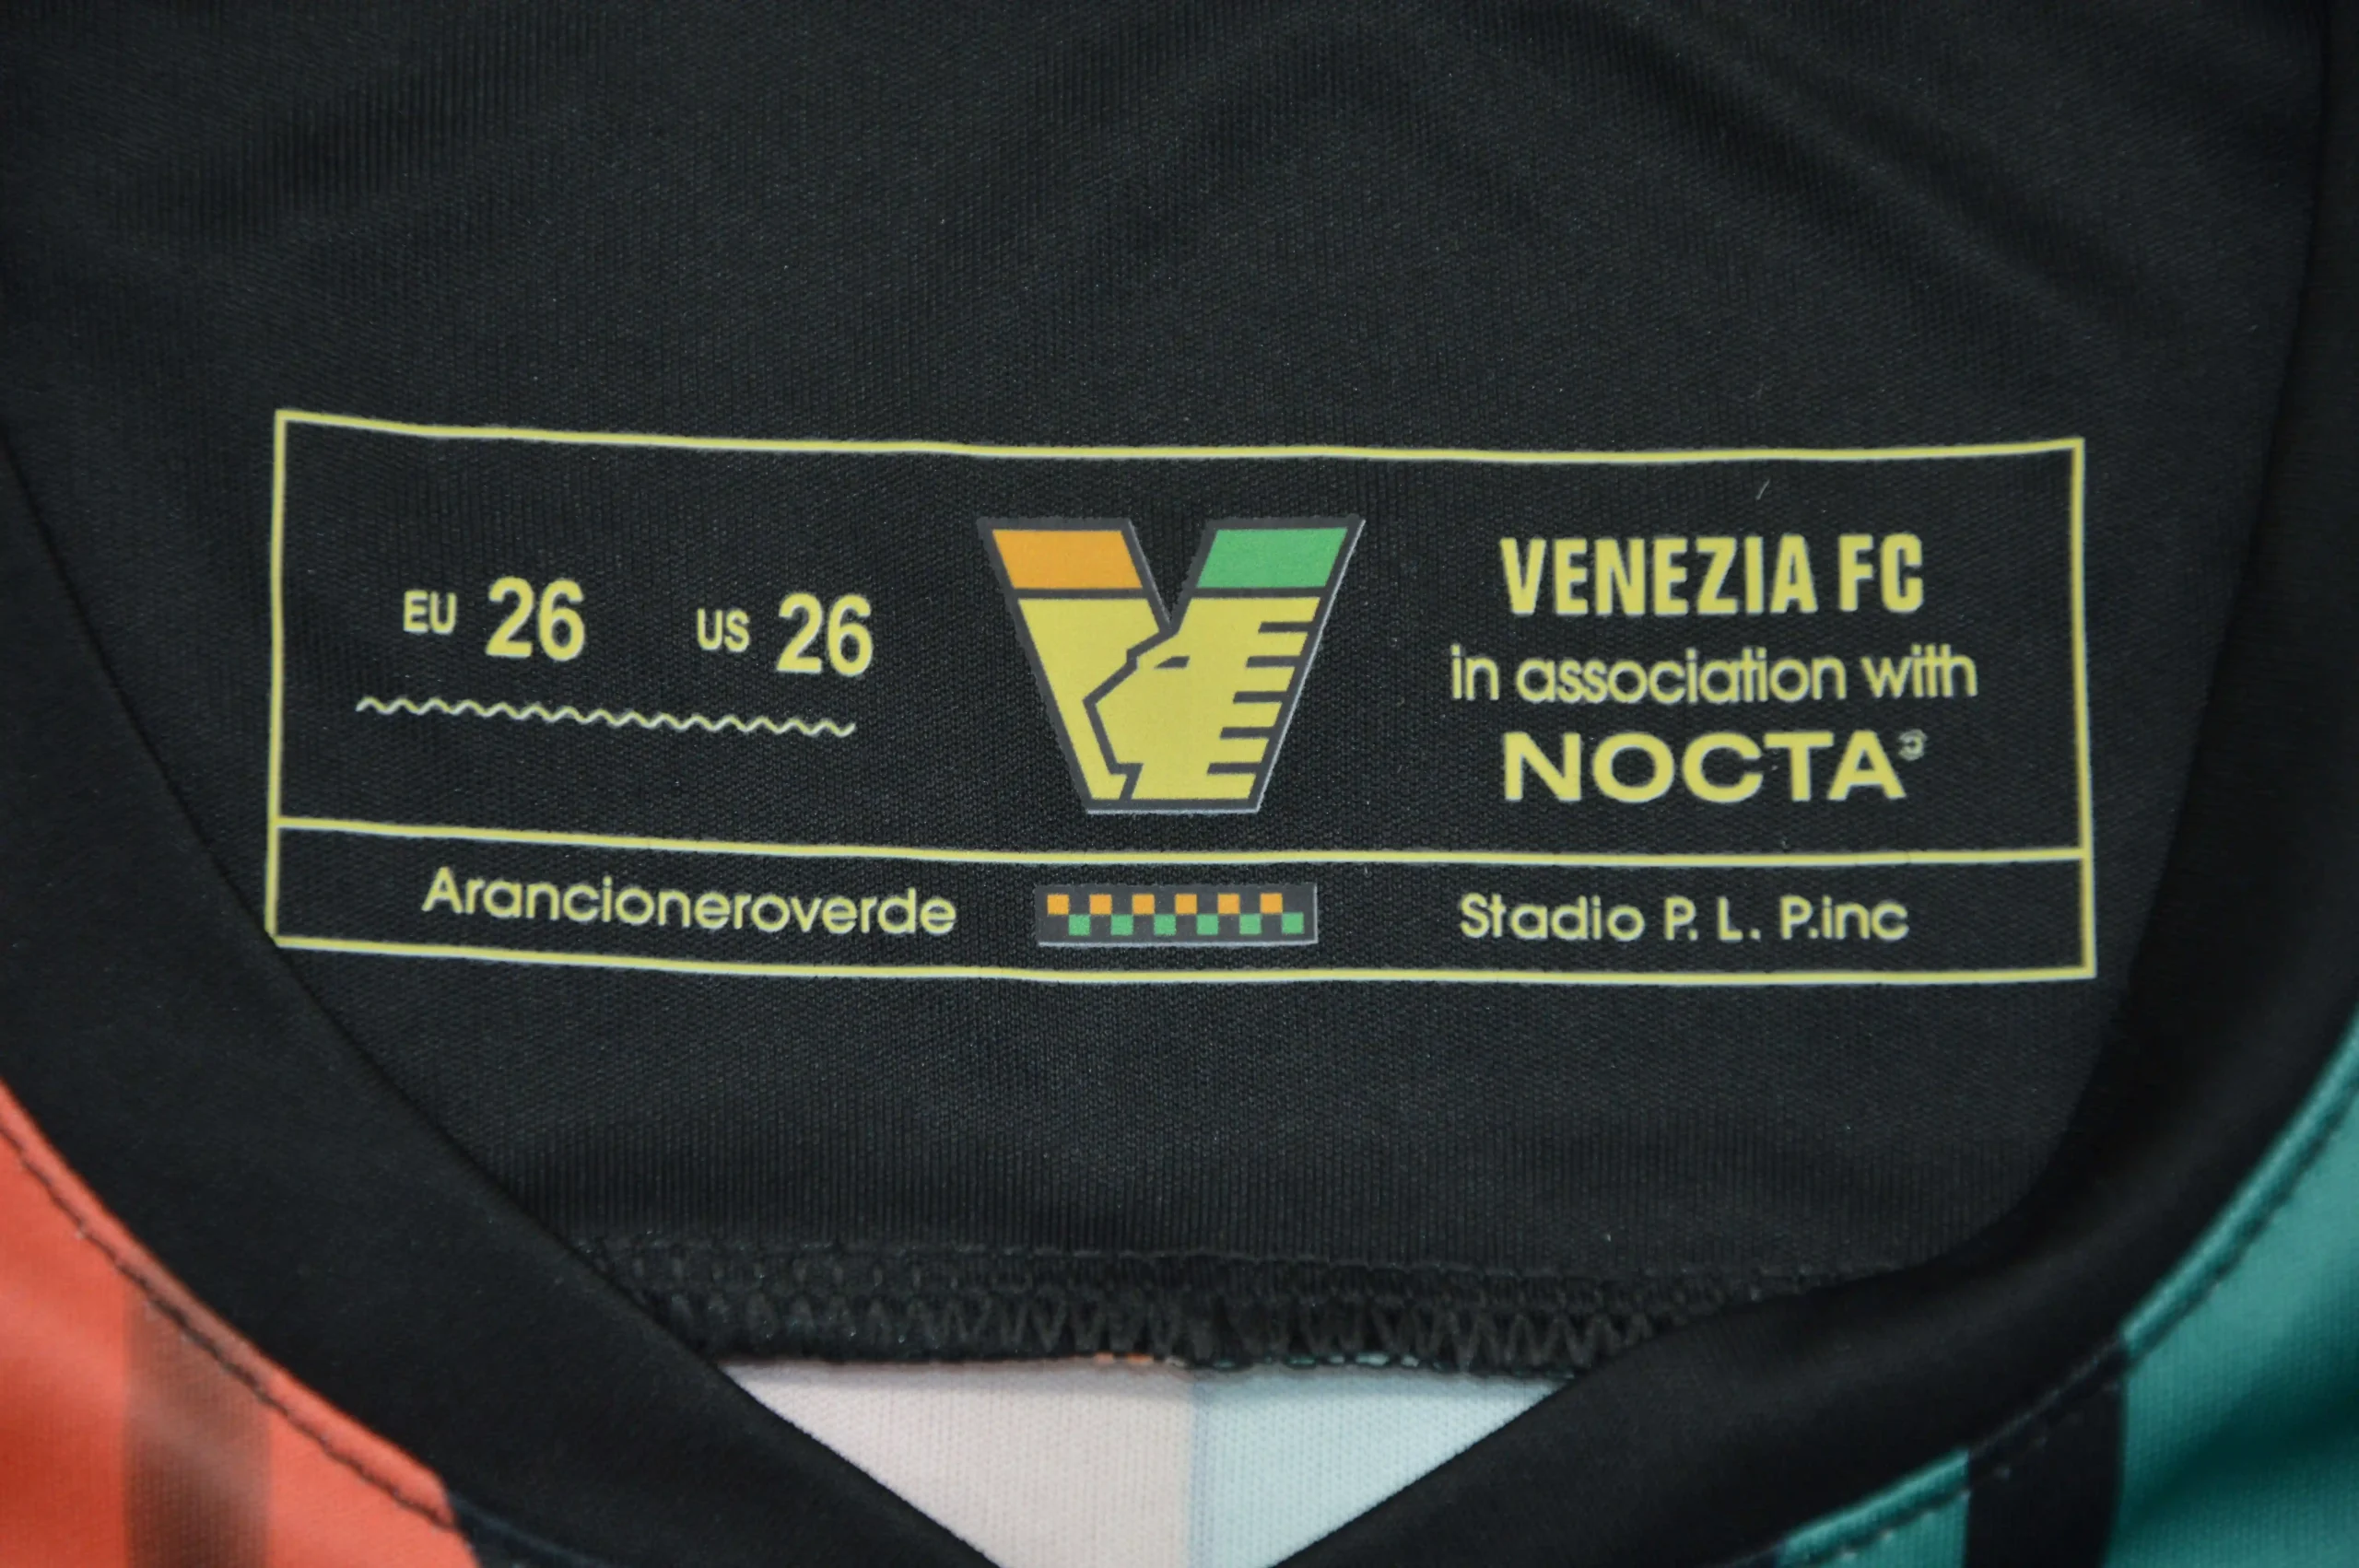 EU 26 US 26
VENEZIA FC
in association with
NOCTA
Arancioneroverde
Stadio P. L. P.inc